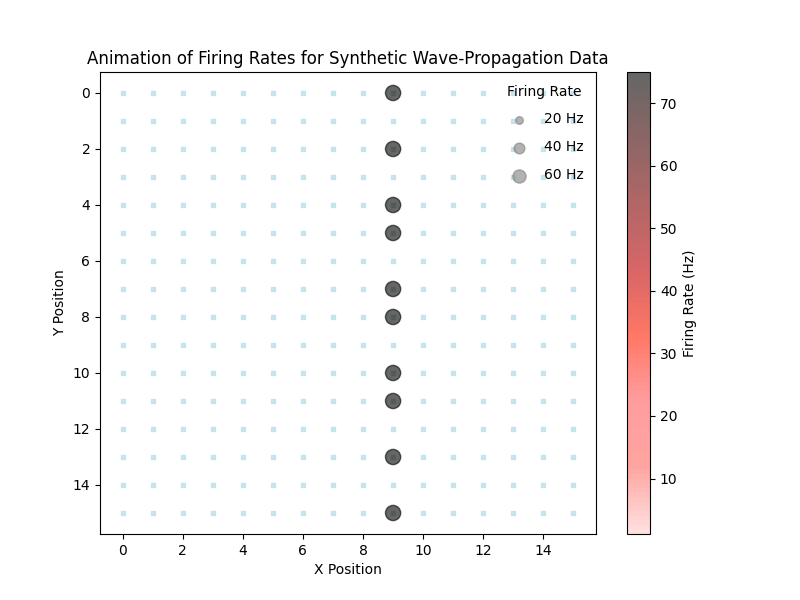 Animation of Firing Rates for Synthetic Wave-Propagation Data
Firing Rate
20 Hz
40 Hz
60 Hz
0
2
4
6
8
10
12
14
Y Position
0
2
4
6
8
10
12
14
X Position
70
60
50
40
30
20
10
Firing Rate (Hz)